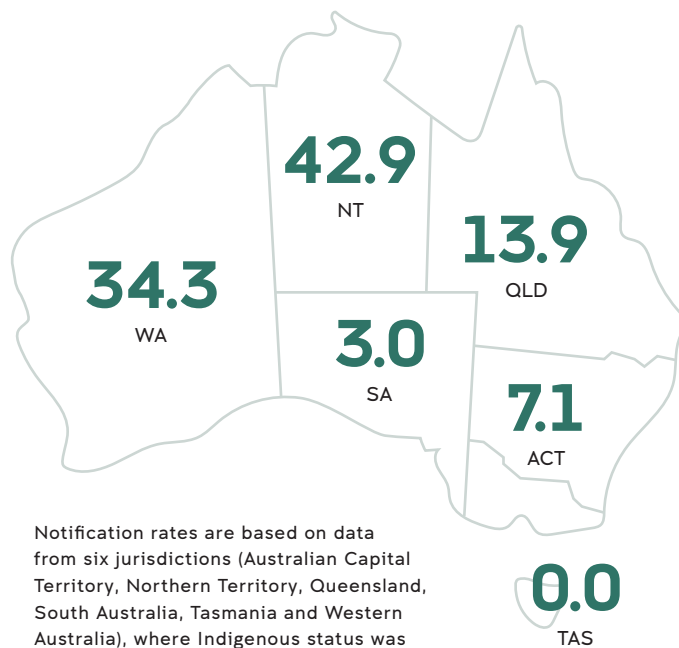 42.9
NT
13.9
QLD
34.3
WA
3.0
SA
7.1
ACT
Notification rates are based on data
from six jurisdictions (Australian Capital
Territory, Northern Territory, Queensland,
South Australia, Tasmania and Western
Australia), where Indigenous status was
0.0
TAS